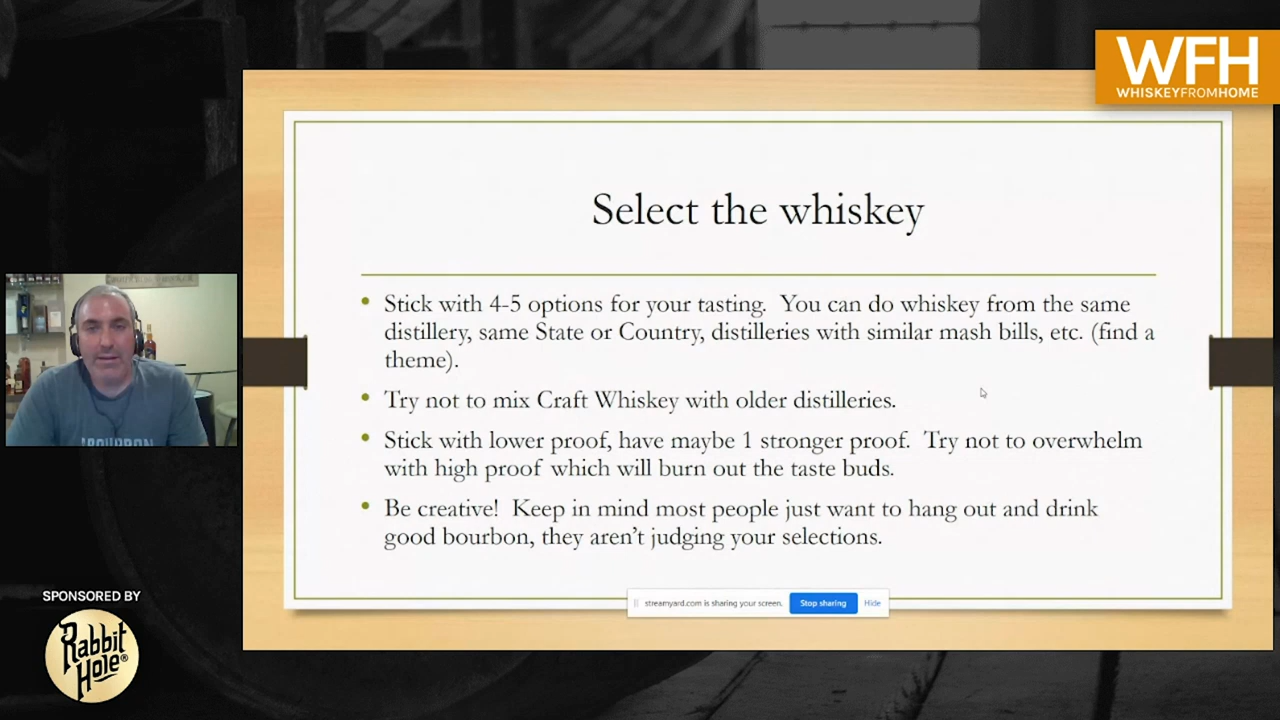 WFH
WHISKEYFROMHOME
Select the whiskey
• Stick with 4-5 options for your tasting.  You can do whiskey from the same
distillery, same State or Country, distilleries with similar mash bills, etc. (find a
theme).
• Try not to mix Craft Whiskey with older distilleries.
• Stick with lower proof, have maybe 1 stronger proof.  Try not to overwhelm
with high proof which will burn out the taste buds.
• Be creative!  Keep in mind most people just want to hang out and drink
good bourbon, they aren't judging your selections.
streamyard.com is sharing your screen.
Stop sharing
Hide
BOURBON
SPONSORED BY
Rabbit
Hole®